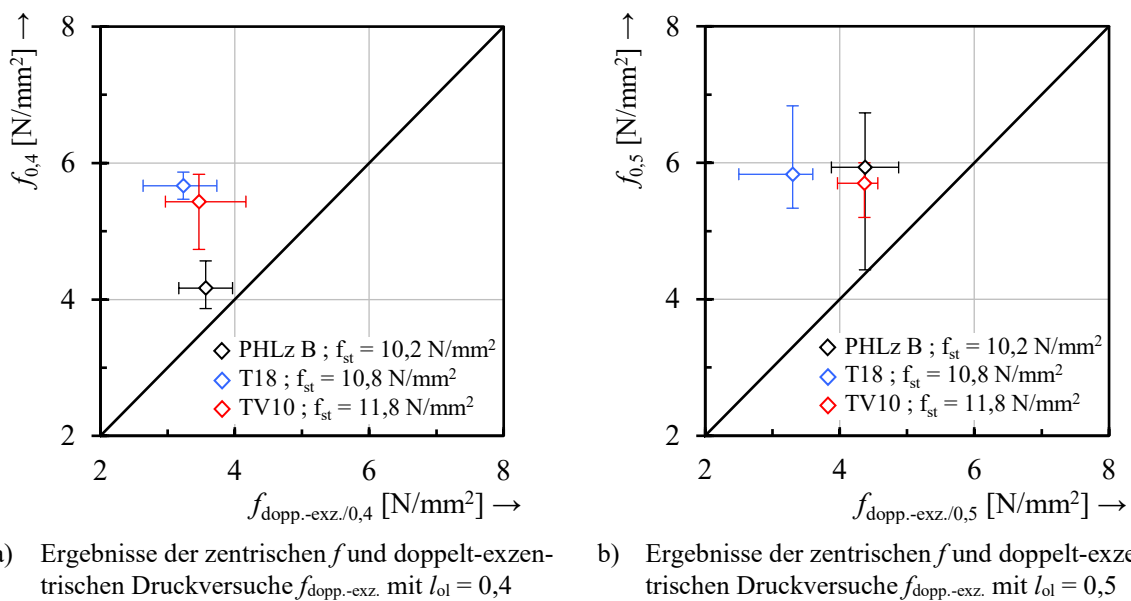 8
6
4
2
f0,4 [N/mm²] →
PHLz B ; fst = 10,2 N/mm²
T18 ; fst = 10,8 N/mm²
TV10 ; fst = 11,8 N/mm²
2 4 6 8
fdopp.-exz./0,4 [N/mm²] →
) Ergebnisse der zentrischen f und doppelt-exzen-
trischen Druckversuche fdopp.-exz. mit lol = 0,4
8
6
4
2
f0,5 [N/mm²] →
PHLz B ; fst = 10,2 N/mm²
T18 ; fst = 10,8 N/mm²
TV10 ; fst = 11,8 N/mm²
2 4 6 8
fdopp.-exz./0,5 [N/mm²] →
b) Ergebnisse der zentrischen f und doppelt-exze
trischen Druckversuche fdopp.-exz. mit lol = 0,5